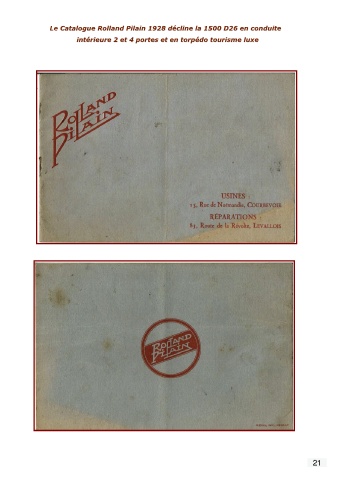 Le Catalogue Rolland Pilain 1928 décline la 1500 D26 en conduite
intérieure 2 et 4 portes et en torpédo tourisme luxe
ROLLAND
PILAIN
USINES :
13, Rue de Normandie, COURBEVOIE
RÉPARATIONS :
81, Route de la Révolte, LEVALLOIS
ROLLAND
PILAIN
21